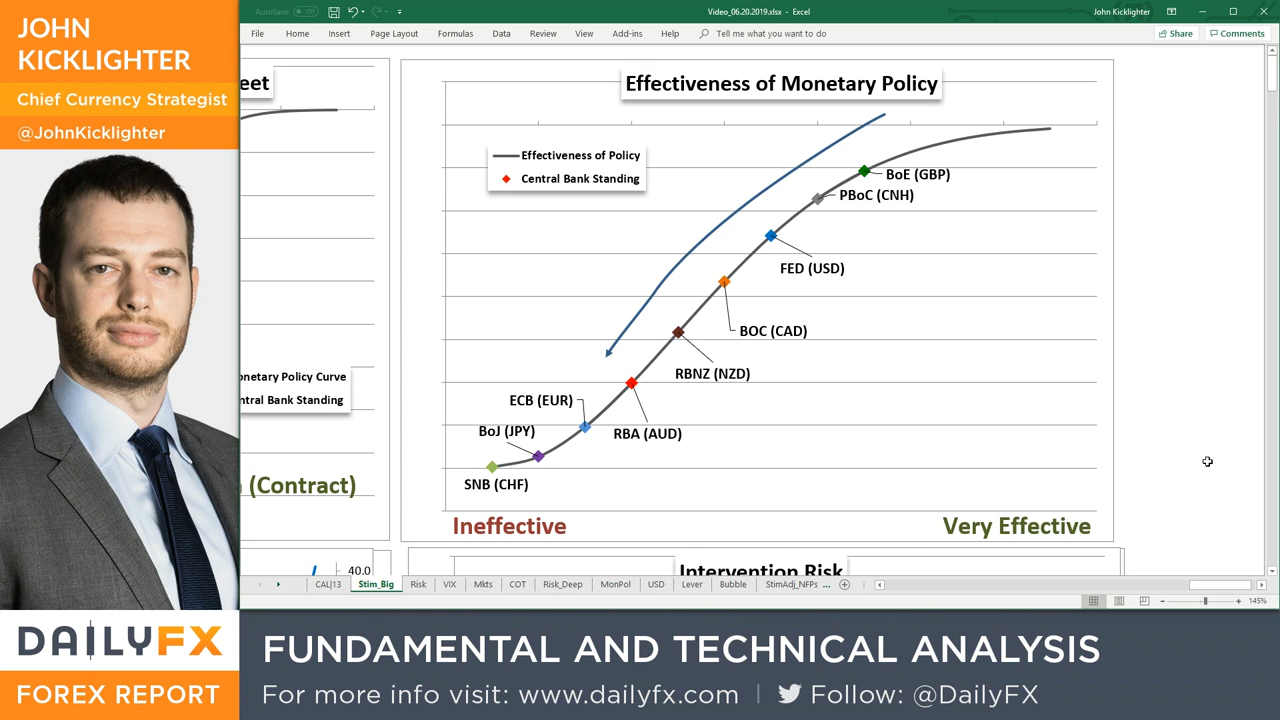 JOHN
KICKLIGHTER
Chief Currency Strategist
@JohnKicklighter
DAILYFX
FOREX REPORT
AutoSave
Off
Video_06.20.2019.xlsx - Excel
John Kicklighter
File Home Insert Page Layout Formulas Data Review View Add-ins Help Tell me what you want to do
Share Comments
eet
onetary Policy Curve
ntral Bank Standing
(Contract)
40.0
Effectiveness of Monetary Policy
Effectiveness of Policy
Central Bank Standing
BoE (GBP)
PBoC (CNH)
FED (USD)
BOC (CAD)
RBNZ (NZD)
ECB (EUR)
RBA (AUD)
BoJ (JPY)
SNB (CHF)
Ineffective Very Effective
Intervention Risk
... CAL|13 Stim_Big Risk VIX Mkts COT Risk_Deep MonPol USD Lever Bubble StimAdj_NFPs ...
145%
FUNDAMENTAL AND TECHNICAL ANALYSIS
For more info visit: www.dailyfx.com | Follow: @DailyFX